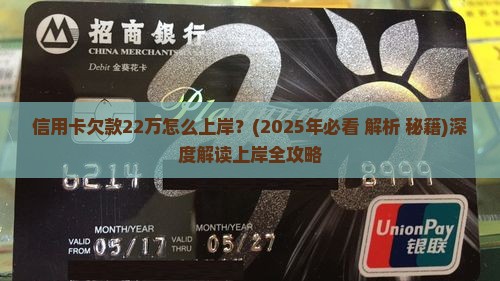 招商银行
CHINA MERCHANTS BANK
Debit 金葵花卡
信用卡欠款22万怎么上岸？(2025年必看 解析 秘籍)深
度解读上岸全攻略
6214 8999
MONTH/YEAR MONTH/YEAR
VALID FROM 05/17 VALID THRU 05/27
UnionPay
银联